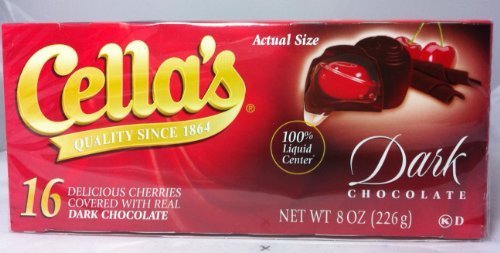 Actual Size
Cella's®
QUALITY SINCE 1864
100%
Liquid
Center
Dark
CHOCOLATE
16 DELICIOUS CHERRIES
COVERED WITH REAL
DARK CHOCOLATE
NET WT 8 OZ (226g)
K D